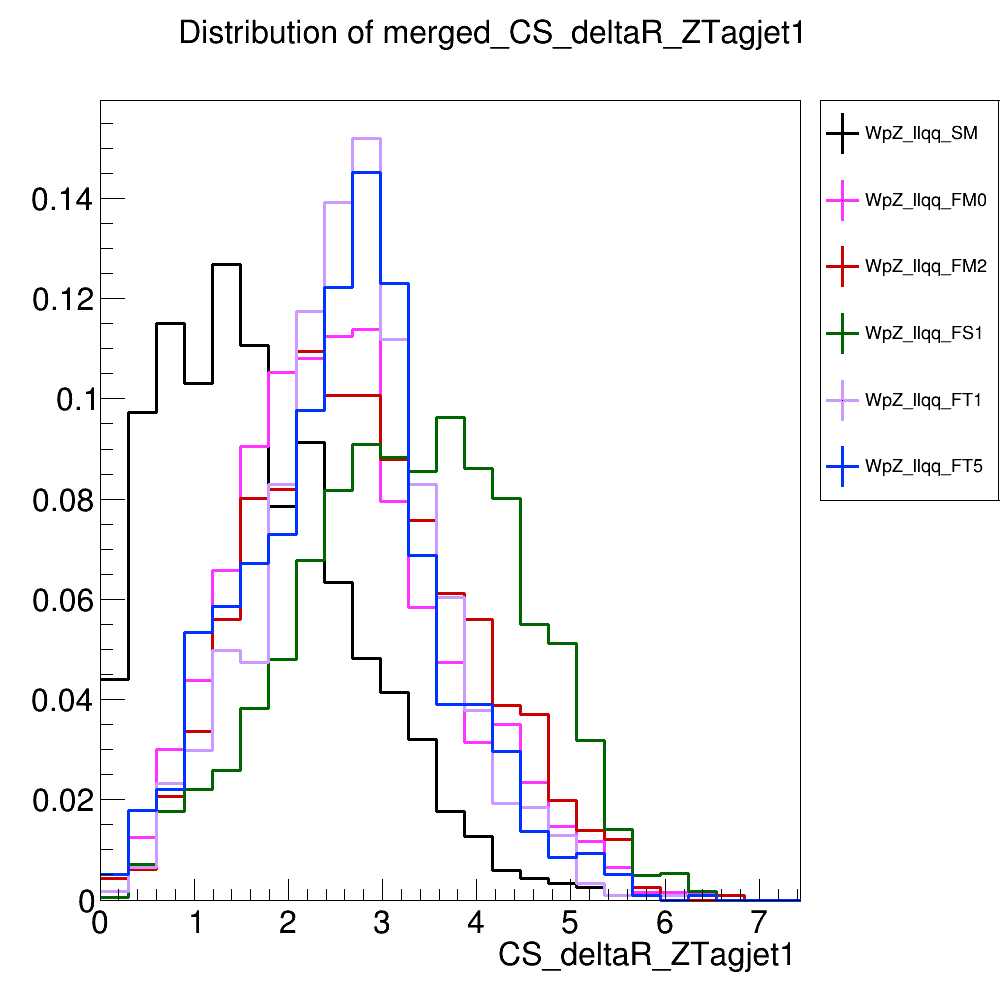 Distribution of merged_CS_deltaR_ZTagjet1
WpZ_llqq_SM
WpZ_llqq_FM0
WpZ_llqq_FM2
WpZ_llqq_FS1
WpZ_llqq_FT1
WpZ_llqq_FT5
0.14
0.12
0.1
0.08
0.06
0.04
0.02
0
0 1 2 3 4 5 6 7
CS_deltaR_ZTagjet1